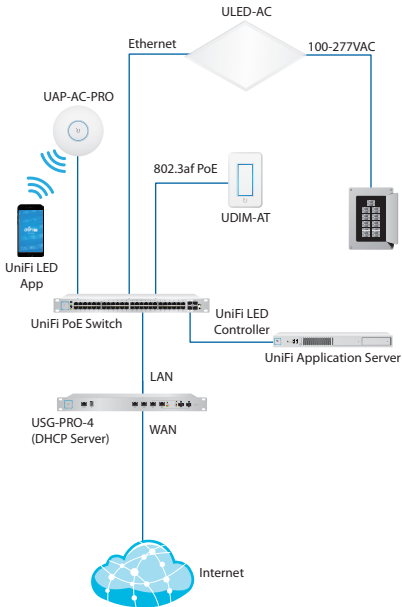 ULED-AC
Ethernet
100-277VAC
UAP-AC-PRO
802.3af PoE
UDIM-AT
UniFi LED
App
UniFi PoE Switch
UniFi LED
Controller
UniFi Application Server
LAN
USG-PRO-4
(DHCP Server)
WAN
Internet